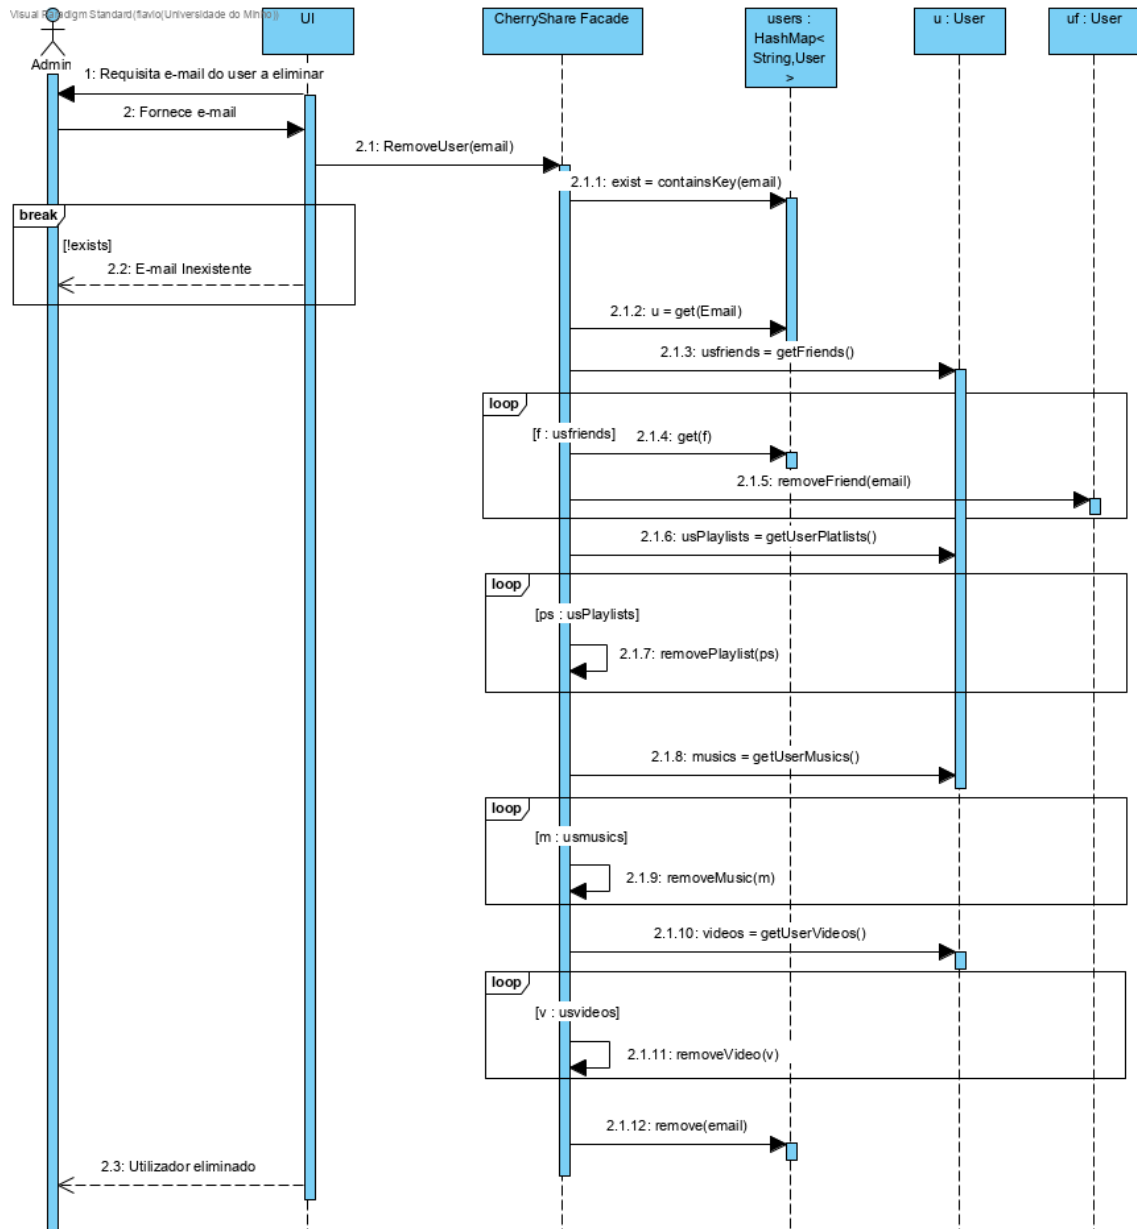 Visual Paradigm Standard(flavio(Universidade do Minho))
Admin
UI
CherryShare Facade
users :
HashMap<
String,User
>
u : User
uf : User
1: Requisita e-mail do user a eliminar
2: Fornece e-mail
2.1: RemoveUser(email)
2.1.1: exist = containsKey(email)
break
[!exists]
2.2: E-mail Inexistente
2.1.2: u = get(Email)
2.1.3: usfriends = getFriends()
loop
[f : usfriends]
2.1.4: get(f)
2.1.5: removeFriend(email)
2.1.6: usPlaylists = getUserPlatlists()
loop
[ps : usPlaylists]
2.1.7: removePlaylist(ps)
2.1.8: musics = getUserMusics()
loop
[m : usmusics]
2.1.9: removeMusic(m)
2.1.10: videos = getUserVideos()
loop
[v : usvideos]
2.1.11: removeVideo(v)
2.1.12: remove(email)
2.3: Utilizador eliminado